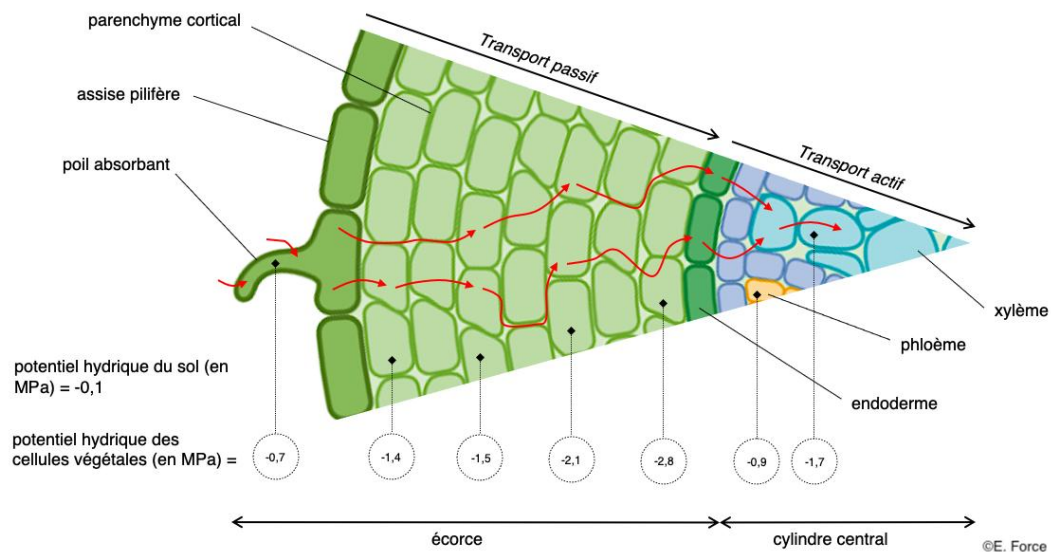 parenchyme cortical
assise pilifère
poil absorbant
Transport passif
Transport actif
xylème
phloème
endoderme
potentiel hydrique du sol (en
MPa) = -0,1
potentiel hydrique des
cellules végétales (en MPa) =
-0,7
-1,4
-1,5
-2,1
-2,8
-0,9
-1,7
écorce
cylindre central
©E. Force